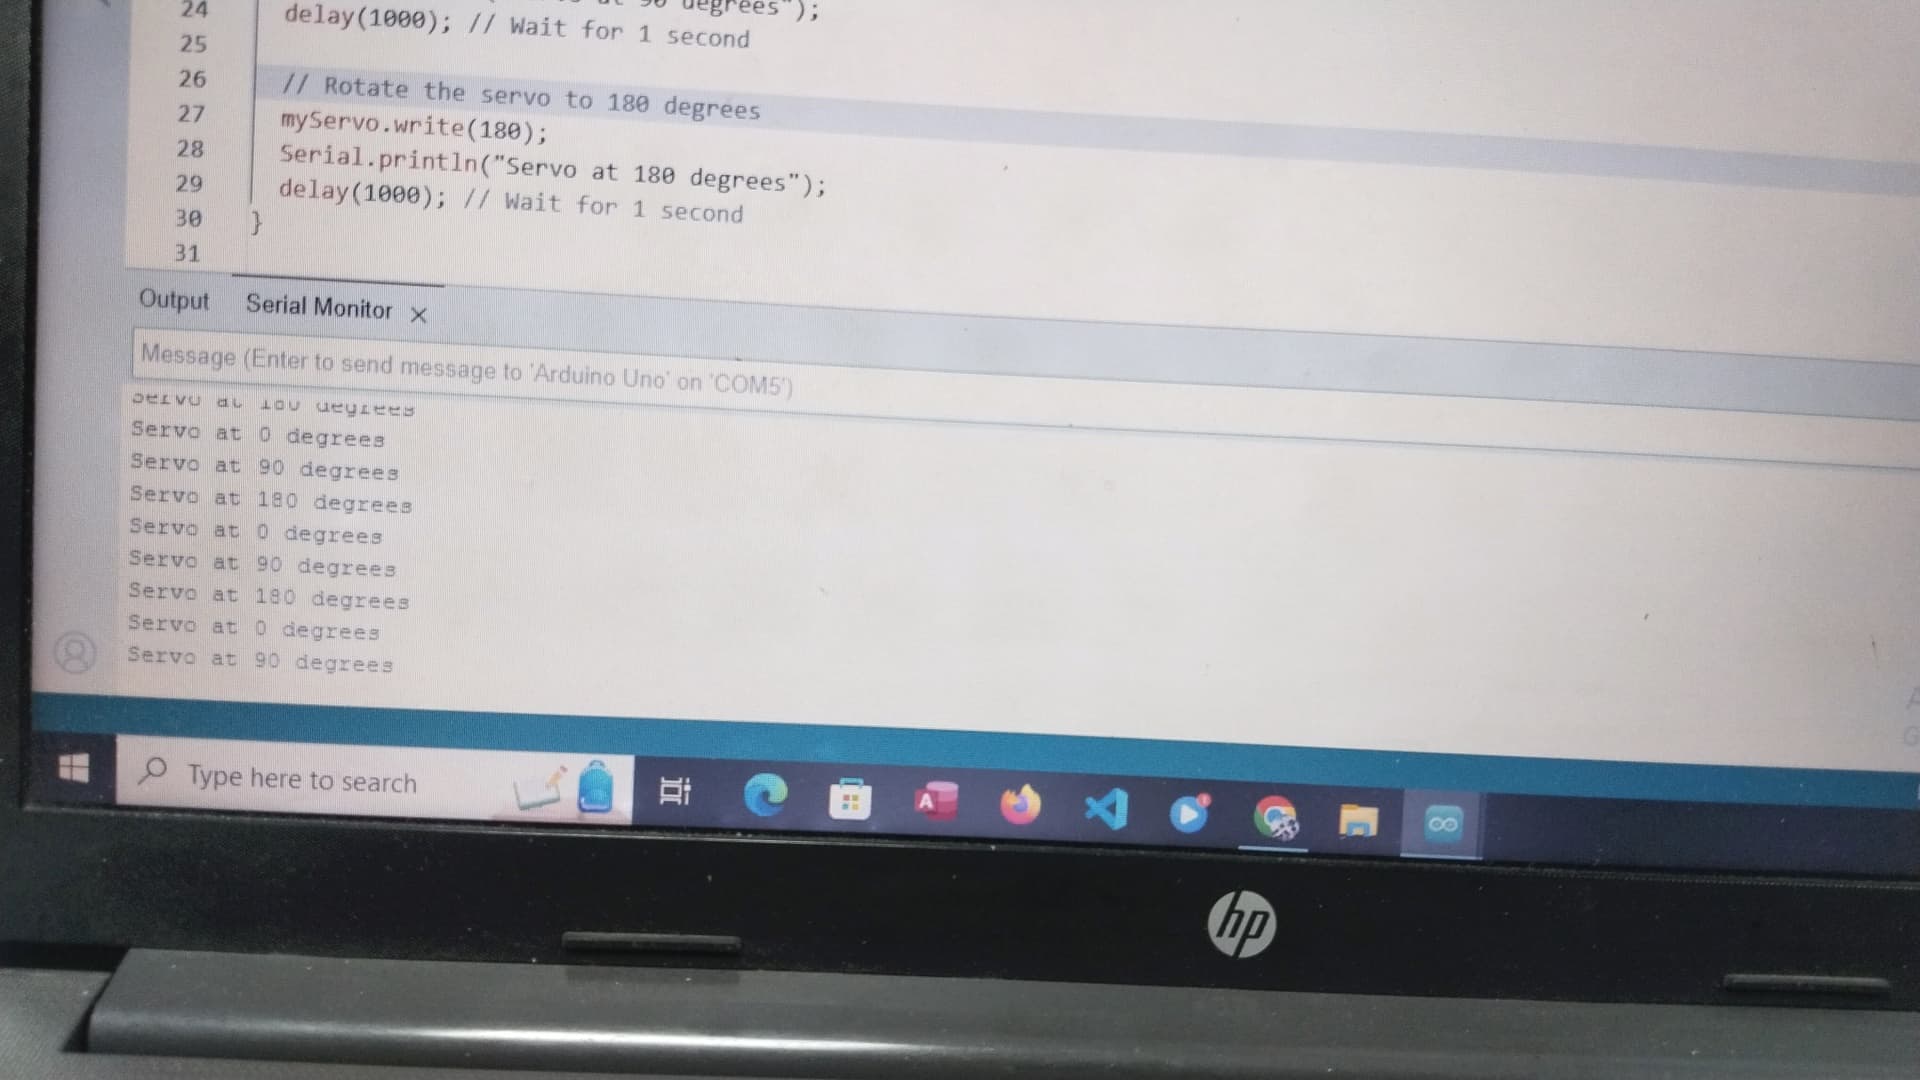 24
degrees");
delay(1000); // Wait for 1 second
25
26 // Rotate the servo to 180 degrees
27 myServo.write(180);
28 Serial.println("Servo at 180 degrees");
29 delay(1000); // Wait for 1 second
30 }
31
Output Serial Monitor
Message (Enter to send message to 'Arduino Uno' on 'COM5')
Servo at 180 degrees
Servo at 0 degrees
Servo at 90 degrees
Servo at 180 degrees
Servo at 0 degrees
Servo at 90 degrees
Servo at 180 degrees
Servo at 0 degrees
Servo at 90 degrees
Type here to search
A
hp